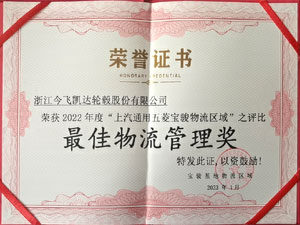 荣誉证书
HONORARY CREDENTIAL
浙江今飞凯达轮毂股份有限公司
荣获2022年度“上汽通用五菱宝骏物流区域”之评比
最佳物流管理奖
特发此证，以资鼓励！
宝骏基地物流区域
2023年1月